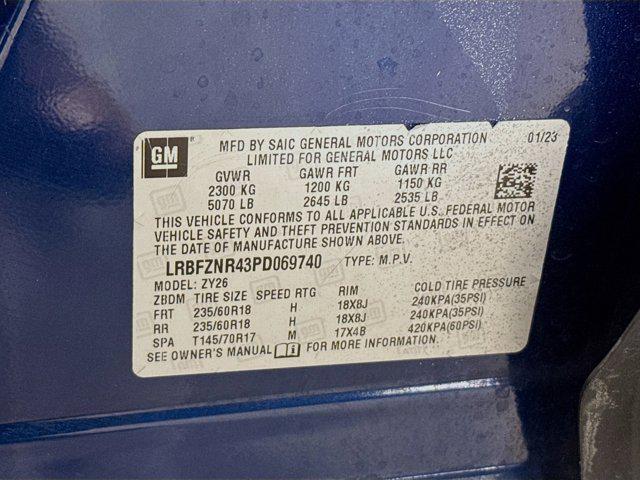 GM
MFD BY SAIC GENERAL MOTORS CORPORATION 01/23
LIMITED FOR GENERAL MOTORS LLC
GVWR GAWR FRT GAWR RR
2300 KG 1200 KG 1150 KG
5070 LB 2645 LB 2535 LB
THIS VEHICLE CONFORMS TO ALL APPLICABLE U.S. FEDERAL MOTOR
VEHICLE SAFETY AND THEFT PREVENTION STANDARDS IN EFFECT ON
THE DATE OF MANUFACTURE SHOWN ABOVE.
LRBFZNR43PD069740 TYPE: M.P.V.
MODEL: ZY26
ZBDM TIRE SIZE SPEED RTG RIM COLD TIRE PRESSURE
FRT 235/60R18 H 18X8J 240KPA(35PSI)
RR 235/60R18 H 18X8J 240KPA(35PSI)
SPA T145/70R17 M 17X4B 420KPA(60PSI)
SEE OWNER'S MANUAL FOR MORE INFORMATION.